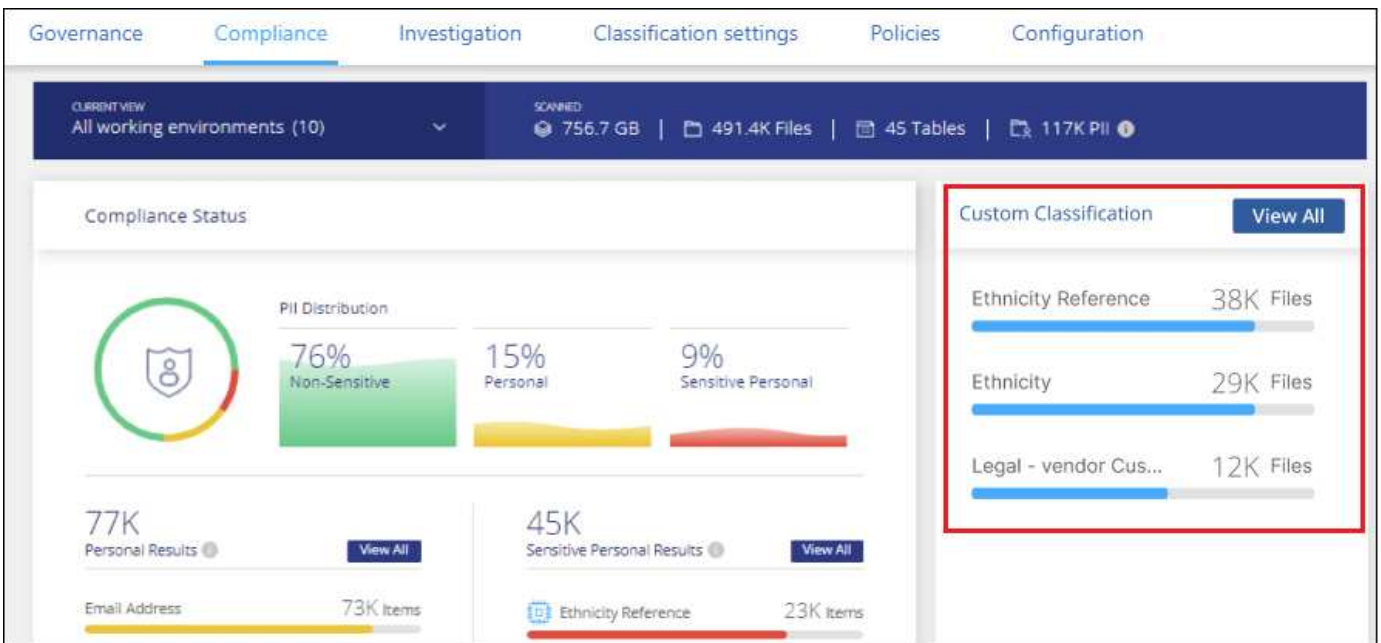 Governance Compliance Investigation Classification settings Policies Configuration
CURRENT VIEW
All working environments (10)
SCANNED
756.7 GB | 491.4K Files | 45 Tables | 117K PII
Compliance Status
PII Distribution
76% 15% 9%
Non-Sensitive Personal Sensitive Personal
77K
Personal Results View All
Email Address 73K Items
45K
Sensitive Personal Results View All
Ethnicity Reference 23K Items
Custom Classification View All
Ethnicity Reference 38K Files
Ethnicity 29K Files
Legal - vendor Cus... 12K Files